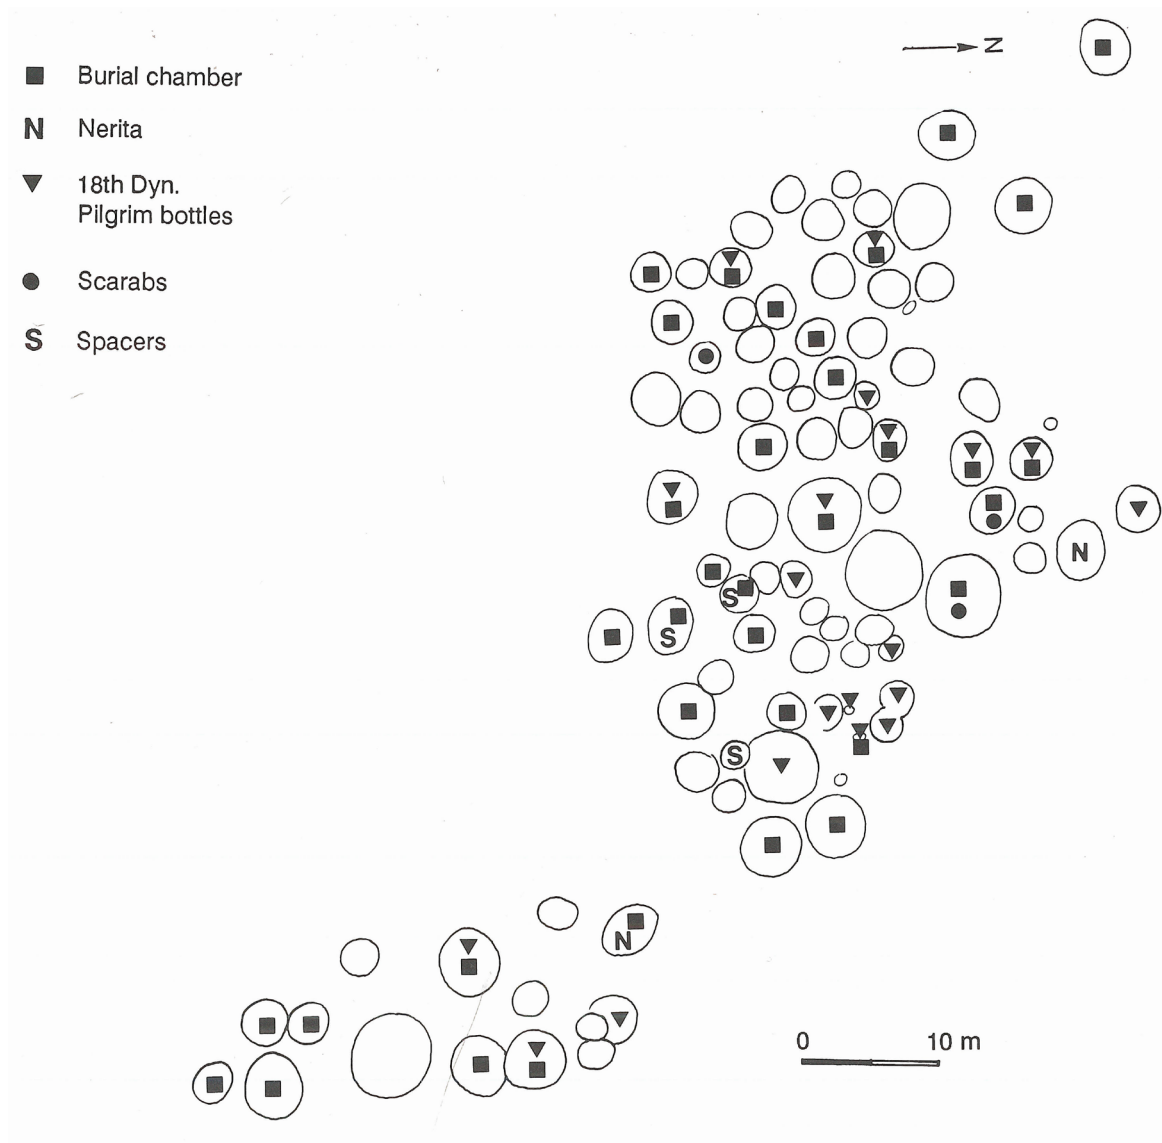 N
Burial chamber
N Nerita
18th Dyn.
Pilgrim bottles
Scarabs
S Spacers
N
S
S
S
N
0 10 m